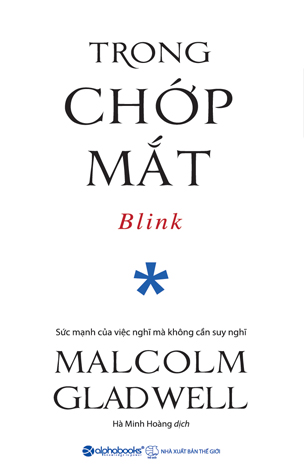 TRONG
CHỚP
MẮT
Blink
*
Sức mạnh của việc nghĩ mà không cần suy nghĩ
MALCOLM
GLADWELL
Hà Minh Hoàng dịch
alphabooks NHÀ XUẤT BẢN THẾ GIỚI